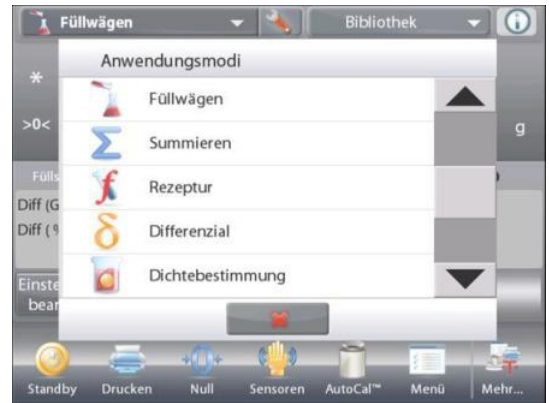 Füllwägen
Bibliothek
Anwendungsmodi
*
>0<
g
Füllwägen
Summieren
Rezeptur
Differenzial
Dichtebestimmung
Fülls
Diff (G
Diff ( %
Einste
bear
Standby
Drucken
Null
Sensoren
AutoCal™
Menü
Mehr...